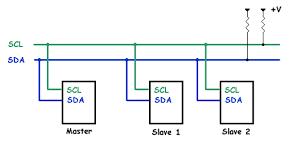 +V
SCL
SDA
SCL
SDA
SCL
SDA
SCL
SDA
Master
Slave 1
Slave 2